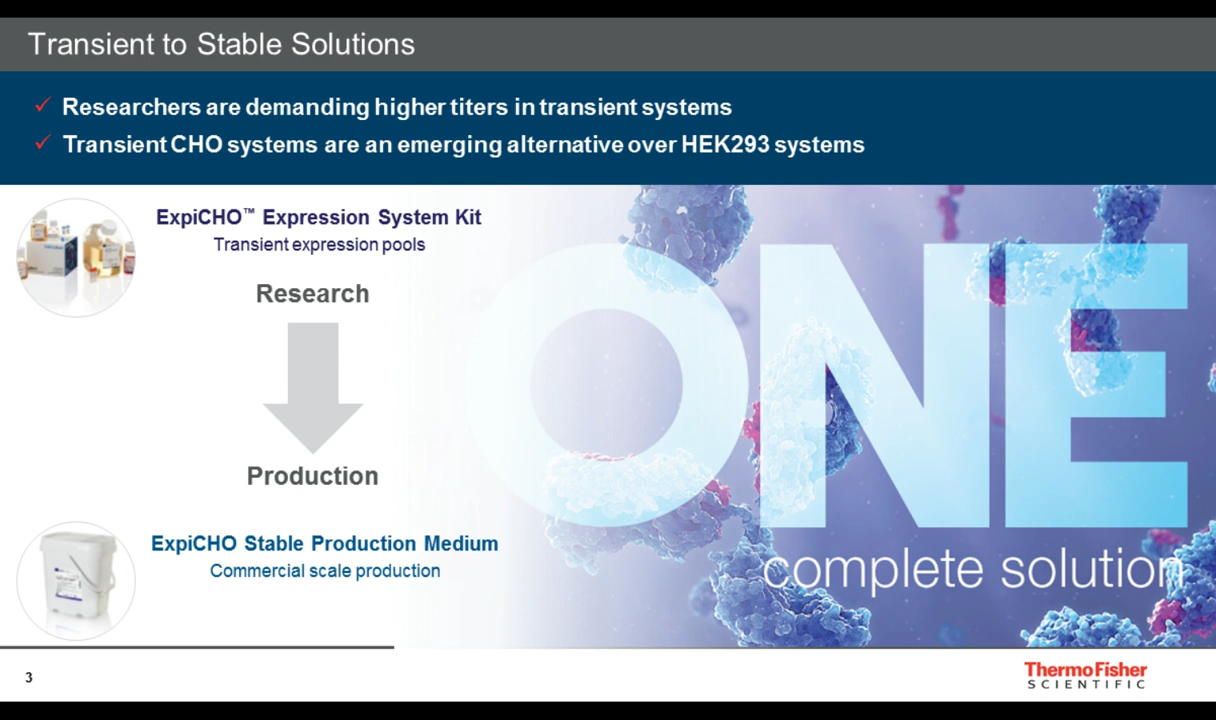 Transient to Stable Solutions
✓ Researchers are demanding higher titers in transient systems
✓ Transient CHO systems are an emerging alternative over HEK293 systems
ExpiCHO™ Expression System Kit
Transient expression pools
Research
Production
ExpiCHO Stable Production Medium
Commercial scale production
ONE
complete solution
3
ThermoFisher
SCIENTIFIC